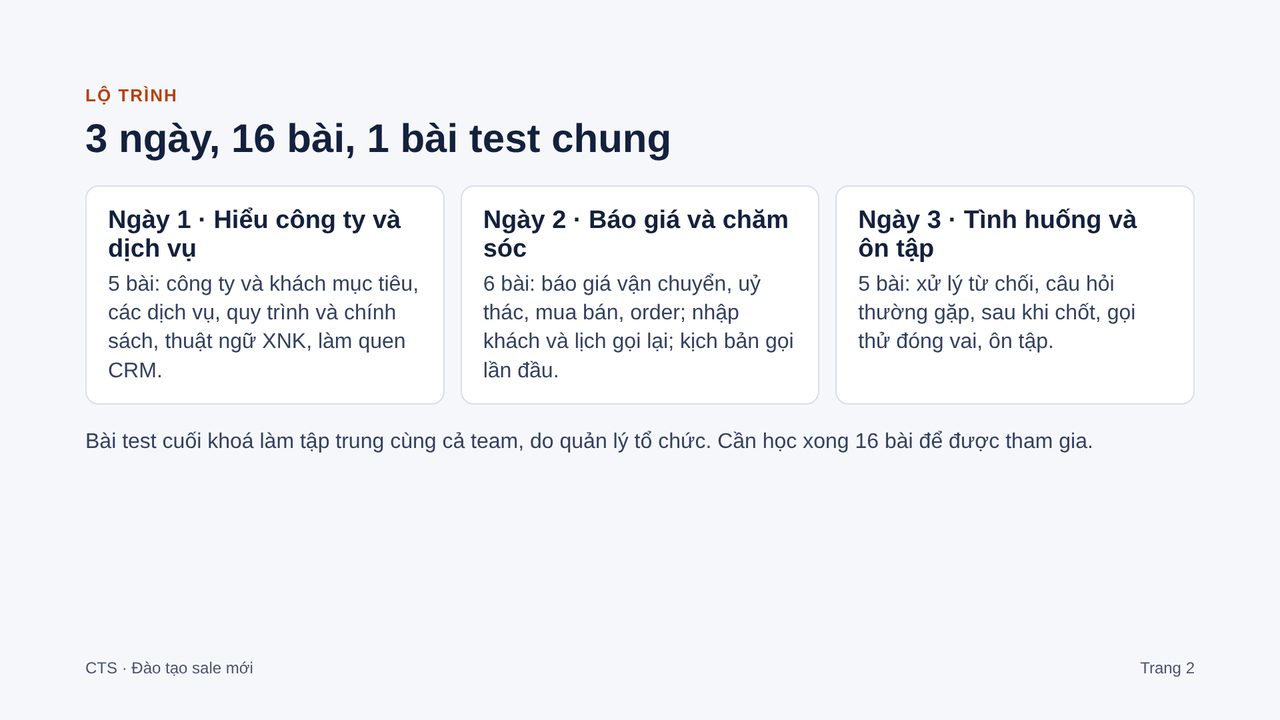 LỘ TRÌNH
3 ngày, 16 bài, 1 bài test chung
Ngày 1 · Hiểu công ty và
dịch vụ
5 bài: công ty và khách mục tiêu,
các dịch vụ, quy trình và chính
sách, thuật ngữ XNK, làm quen
CRM.
Ngày 2 · Báo giá và chăm
sóc
6 bài: báo giá vận chuyển, uỷ
thác, mua bán, order; nhập
khách và lịch gọi lại; kịch bản gọi
lần đầu.
Ngày 3 · Tình huống và
ôn tập
5 bài: xử lý từ chối, câu hỏi
thường gặp, sau khi chốt, gọi
thử đóng vai, ôn tập.
Bài test cuối khoá làm tập trung cùng cả team, do quản lý tổ chức. Cần học xong 16 bài để được tham gia.
CTS · Đào tạo sale mới
Trang 2